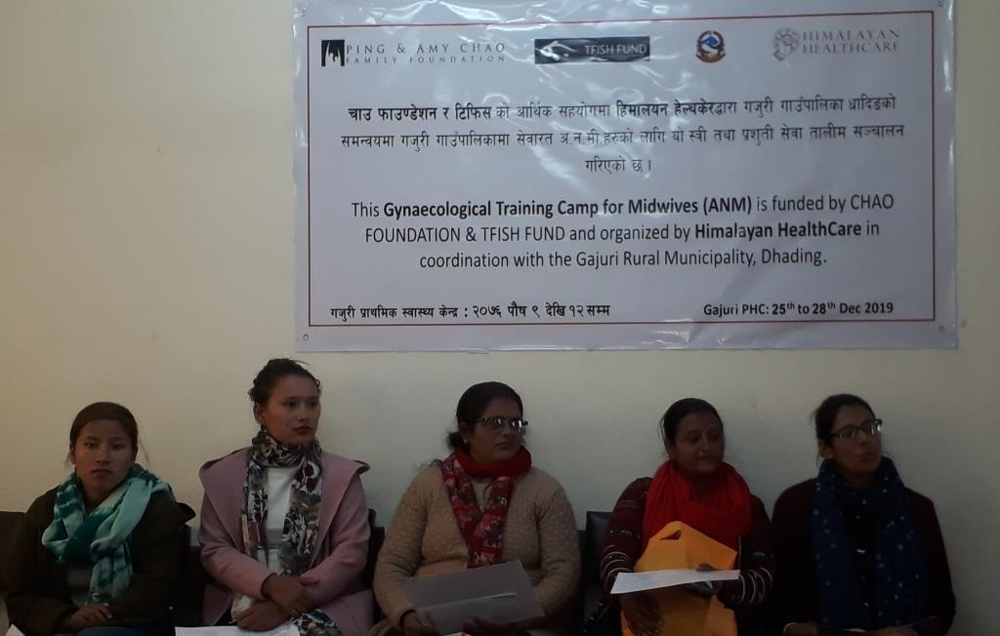 PING & AMY CHAO
FAMILY FOUNDATION
TFISH FUND
HIMALAYAN
HEALTHCARE
चाउ फाउण्डेशन र टिफिस को आर्थिक सहयोगमा हिमालयन हेल्थकेरद्वारा गजुरी गाउँपालिका धादिङको
समन्वयमा गजुरी गाउँपालिकामा सेवारत अ.न.मी.हरुको लागि यो स्त्री तथा प्रशुती सेवा तालीम सञ्चालन
गरिएको छ ।
This Gynaecological Training Camp for Midwives (ANM) is funded by CHAO
FOUNDATION & TFISH FUND and organized by Himalayan HealthCare in
coordination with the Gajuri Rural Municipality, Dhading.
गजुरी प्राथमिक स्वास्थ्य केन्द्र : २०७६ पौष ९ देखि १२ सम्म
Gajuri PHC: 25th to 28th Dec 2019